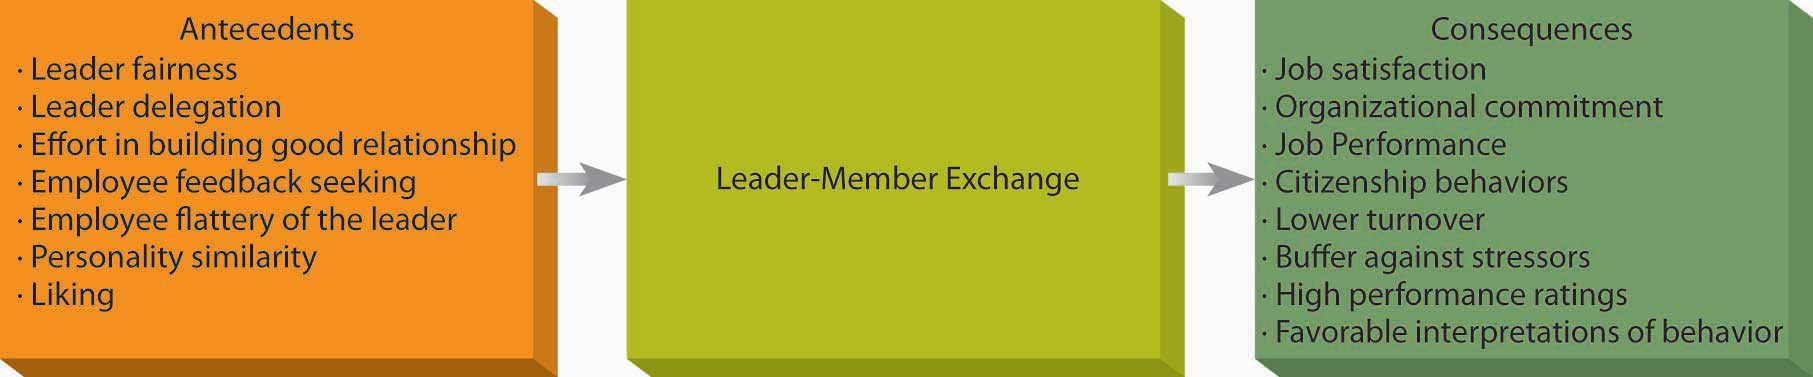 Antecedents
· Leader fairness
· Leader delegation
· Effort in building good relationship
· Employee feedback seeking
· Employee flattery of the leader
· Personality similarity
· Liking
Leader-Member Exchange
Consequences
· Job satisfaction
· Organizational commitment
· Job Performance
· Citizenship behaviors
· Lower turnover
· Buffer against stressors
· High performance ratings
· Favorable interpretations of behavior